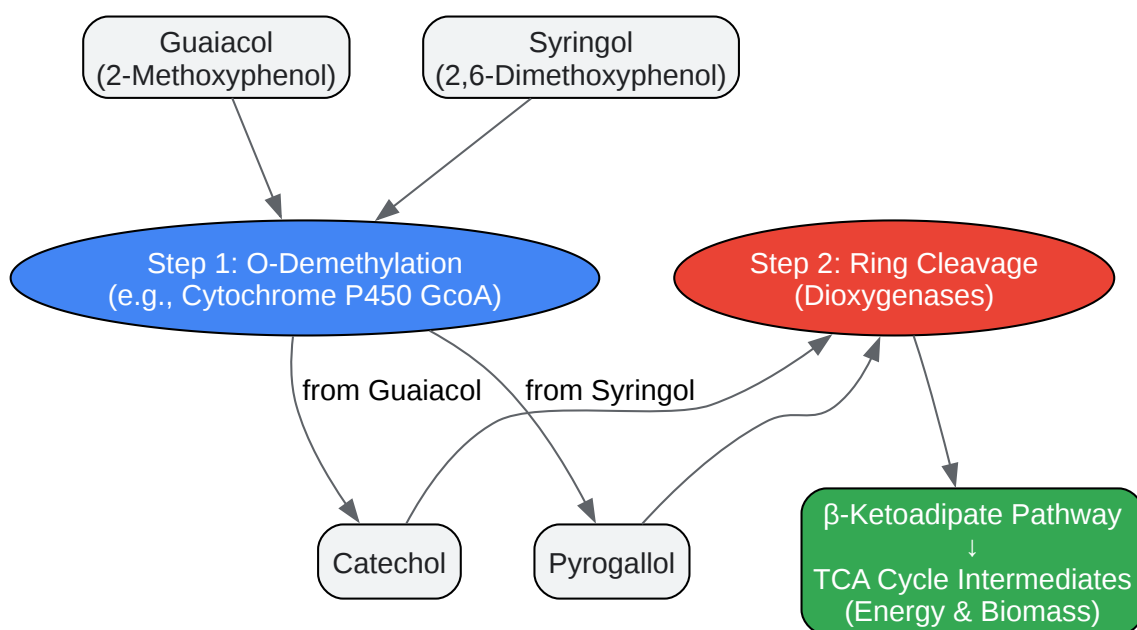 Guaiacol
(2-Methoxyphenol)
Syringol
(2,6-Dimethoxyphenol)
Step 1: O-Demethylation
(e.g., Cytochrome P450 GcoA)
Step 2: Ring Cleavage
(Dioxygenases)
from Guaiacol
from Syringol
Catechol
Pyrogallol
β-Ketoadipate Pathway
↓
TCA Cycle Intermediates
(Energy & Biomass)